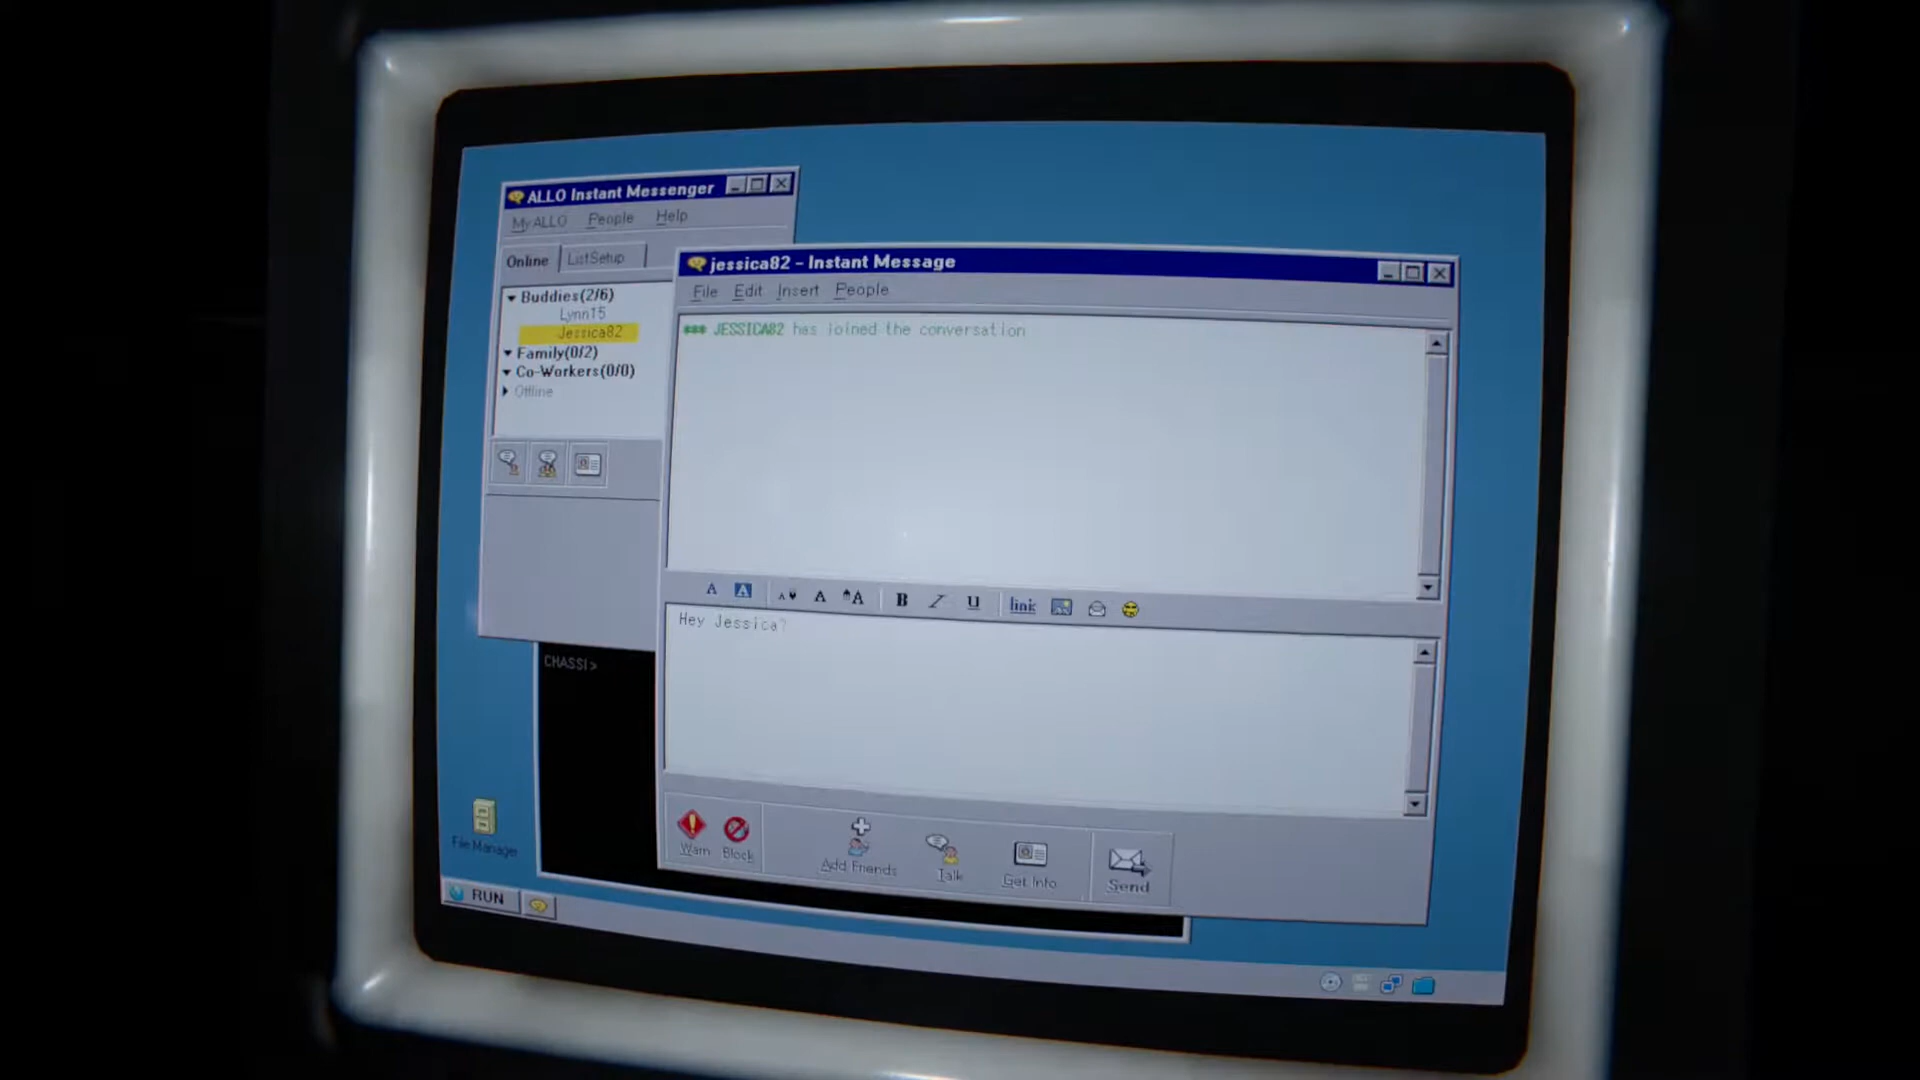 ALLO Instant Messenger
My ALLO People Help
Online List Setup
Buddies(2/6)
Lynn15
Jessica82
Family(0/2)
Co-Workers(0/0)
Offline
jessica82 - Instant Message
File Edit Insert People
*** JESSICA82 has joined the conversation
A A A A A B I U link
Hey Jessica?
Warn Block Add Friends Talk Get Info Send
CHASSI>
File Manager
RUN